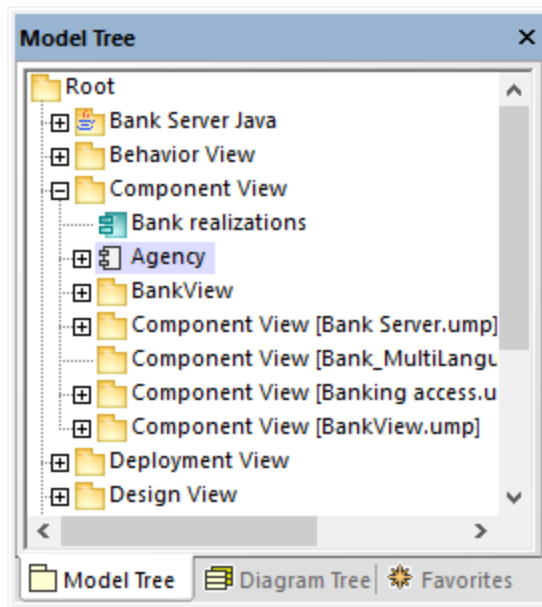 Model Tree
Root
Bank Server Java
Behavior View
Component View
Bank realizations
Agency
BankView
Component View [Bank Server.ump]
Component View [Bank_MultiLangu
Component View [Banking access.u
Component View [BankView.ump]
Deployment View
Design View
Model Tree Diagram Tree Favorites